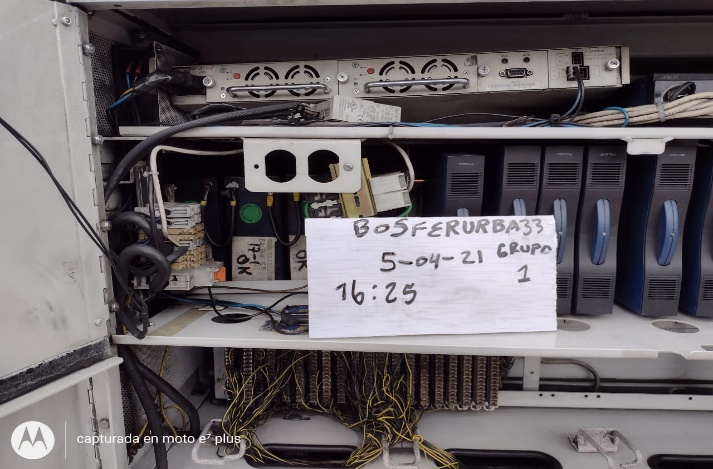 BOSFERURBA33
5-04-21 GRUPO
1
16:25
OK
OK
capturada en moto e⁷ plus